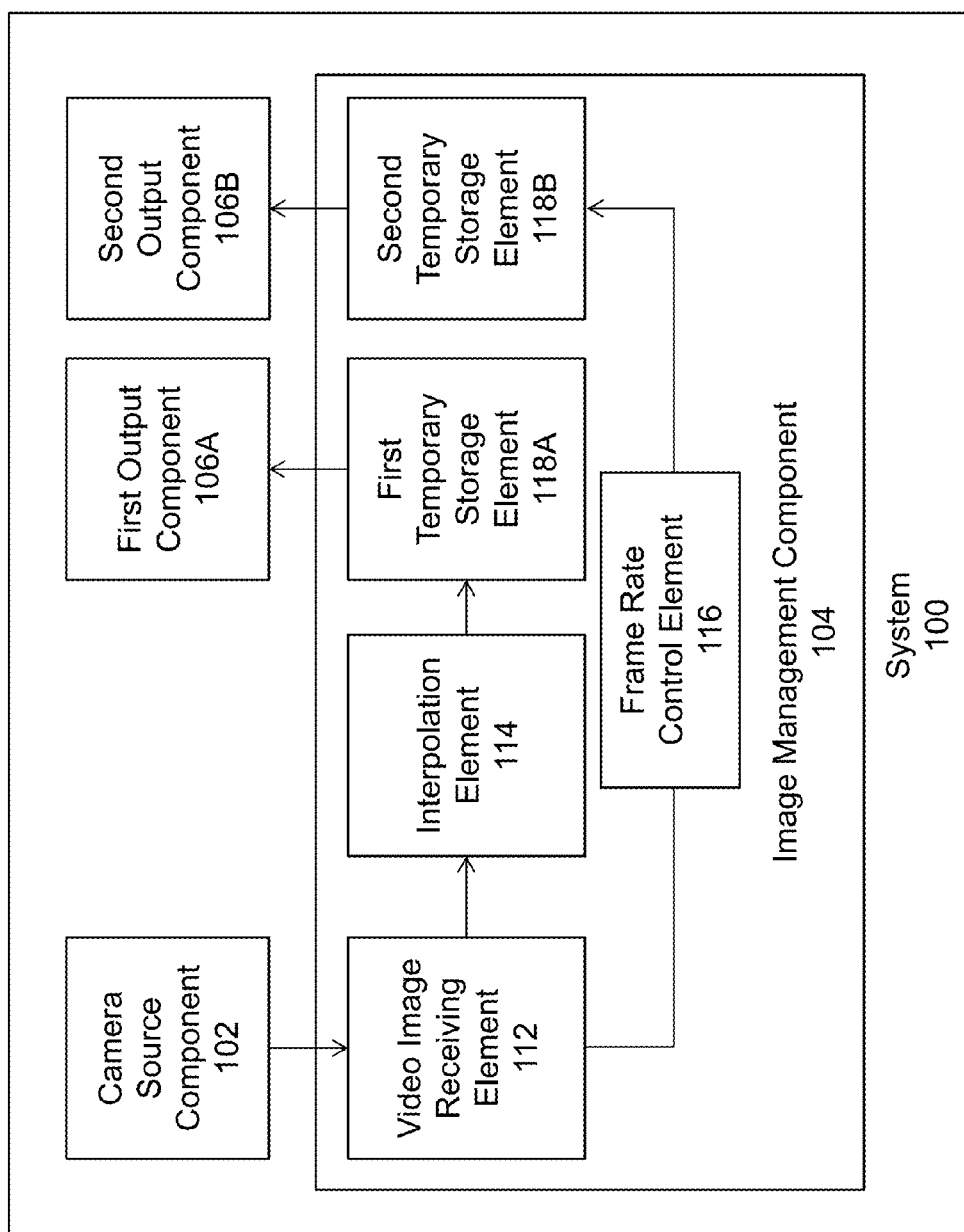 Camera
Source
Component
102
First Output
Component
106A
Second
Output
Component
106B
Video Image
Receiving
Element
112
Interpolation
Element
114
First
Temporary
Storage
Element
118A
Second
Temporary
Storage
Element
118B
Frame Rate
Control Element
116
Image Management Component
104
System
100